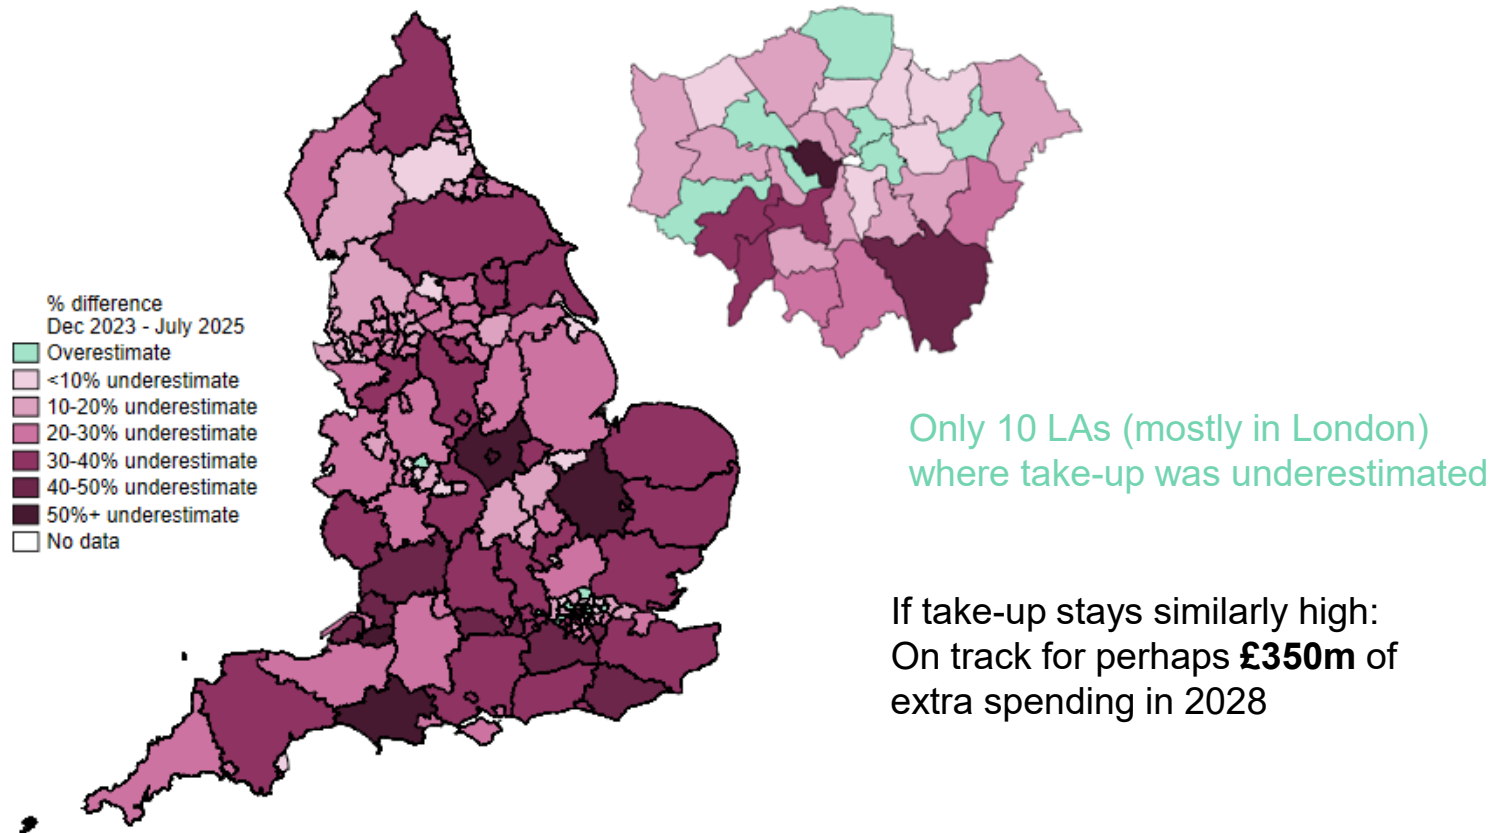 % difference
Dec 2023 - July 2025
Overestimate
<10% underestimate
10-20% underestimate
20-30% underestimate
30-40% underestimate
40-50% underestimate
50%+ underestimate
No data
Only 10 LAs (mostly in London)
where take-up was underestimated
If take-up stays similarly high:
On track for perhaps £350m of
extra spending in 2028